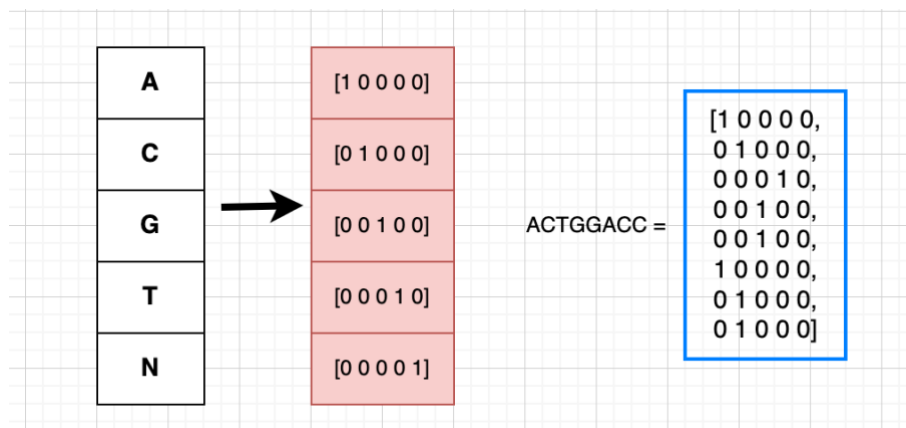 A
C
G
T
N
[1 0 0 0 0]
[0 1 0 0 0]
[0 0 1 0 0]
[0 0 0 1 0]
[0 0 0 0 1]
ACTGGACC =
[1 0 0 0 0,
0 1 0 0 0,
0 0 0 1 0,
0 0 1 0 0,
0 0 1 0 0,
1 0 0 0 0,
0 1 0 0 0,
0 1 0 0 0]